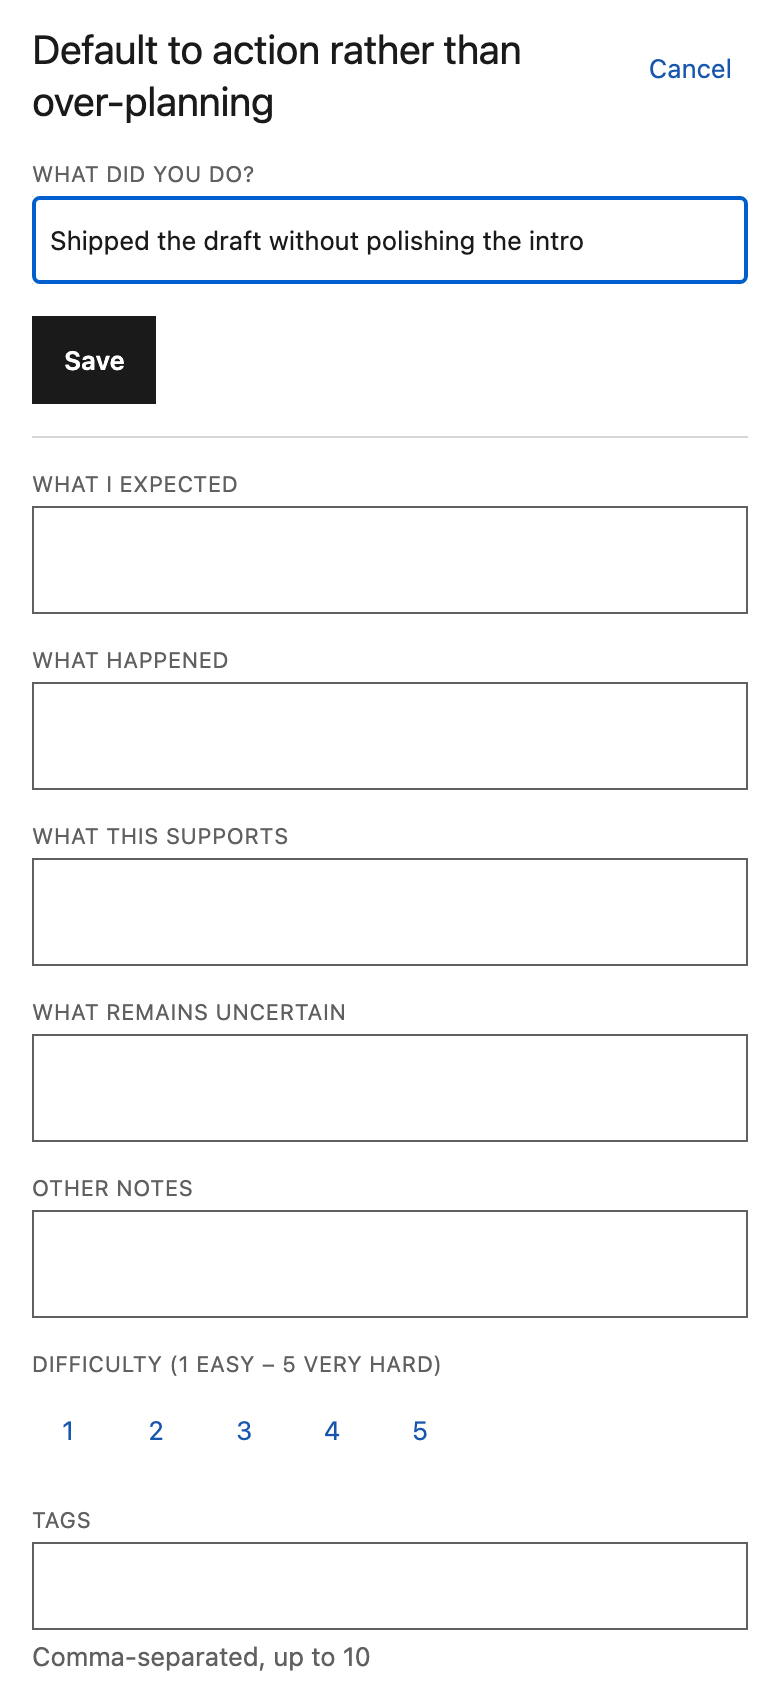 Default to action rather than
over-planning
Cancel
WHAT DID YOU DO?
Shipped the draft without polishing the intro
Save
WHAT I EXPECTED
WHAT HAPPENED
WHAT THIS SUPPORTS
WHAT REMAINS UNCERTAIN
OTHER NOTES
DIFFICULTY (1 EASY – 5 VERY HARD)
1 2 3 4 5
TAGS
Comma-separated, up to 10